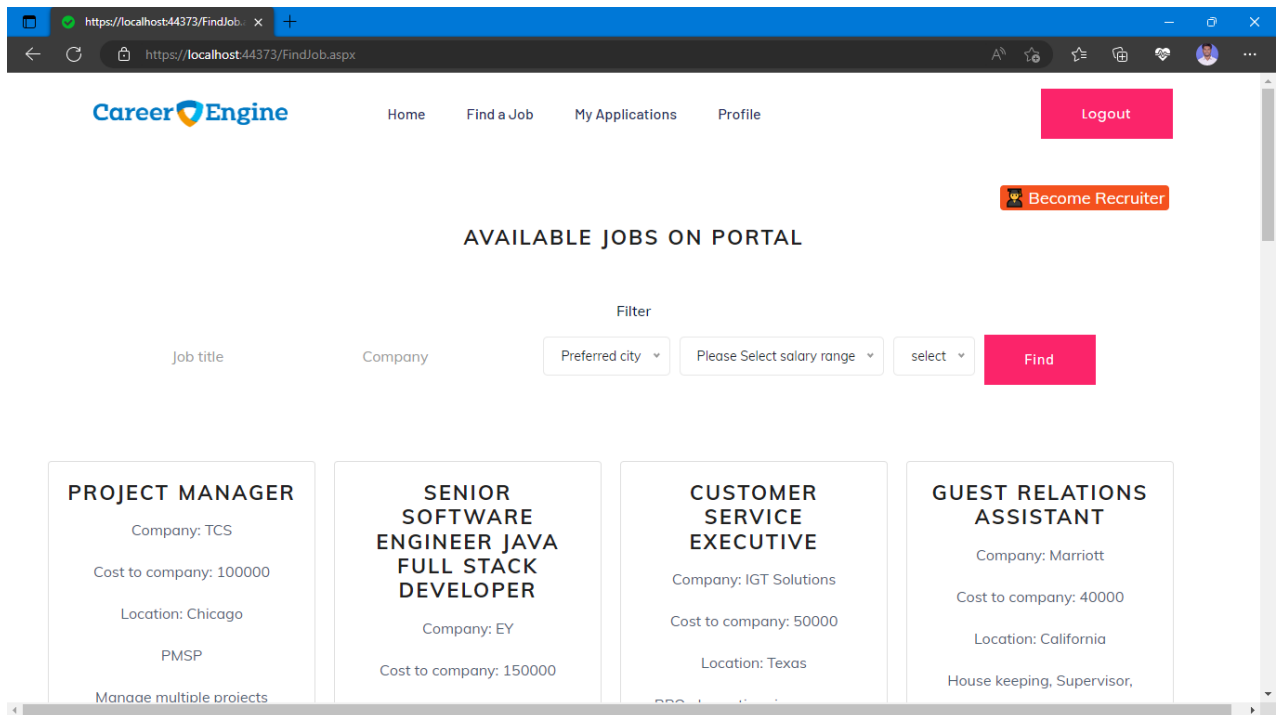 https://localhost:44373/FindJob.
https://localhost:44373/FindJob.aspx
Career Engine
Home
Find a Job
My Applications
Profile
Logout
Become Recruiter
AVAILABLE JOBS ON PORTAL
Filter
Job title
Company
Preferred city
Please Select salary range
select
Find
PROJECT MANAGER
Company: TCS
Cost to company: 100000
Location: Chicago
PMSP
Manage multiple projects
SENIOR
SOFTWARE
ENGINEER JAVA
FULL STACK
DEVELOPER
Company: EY
Cost to company: 150000
CUSTOMER
SERVICE
EXECUTIVE
Company: IGT Solutions
Cost to company: 50000
Location: Texas
GUEST RELATIONS
ASSISTANT
Company: Marriott
Cost to company: 40000
Location: California
House keeping, Supervisor,